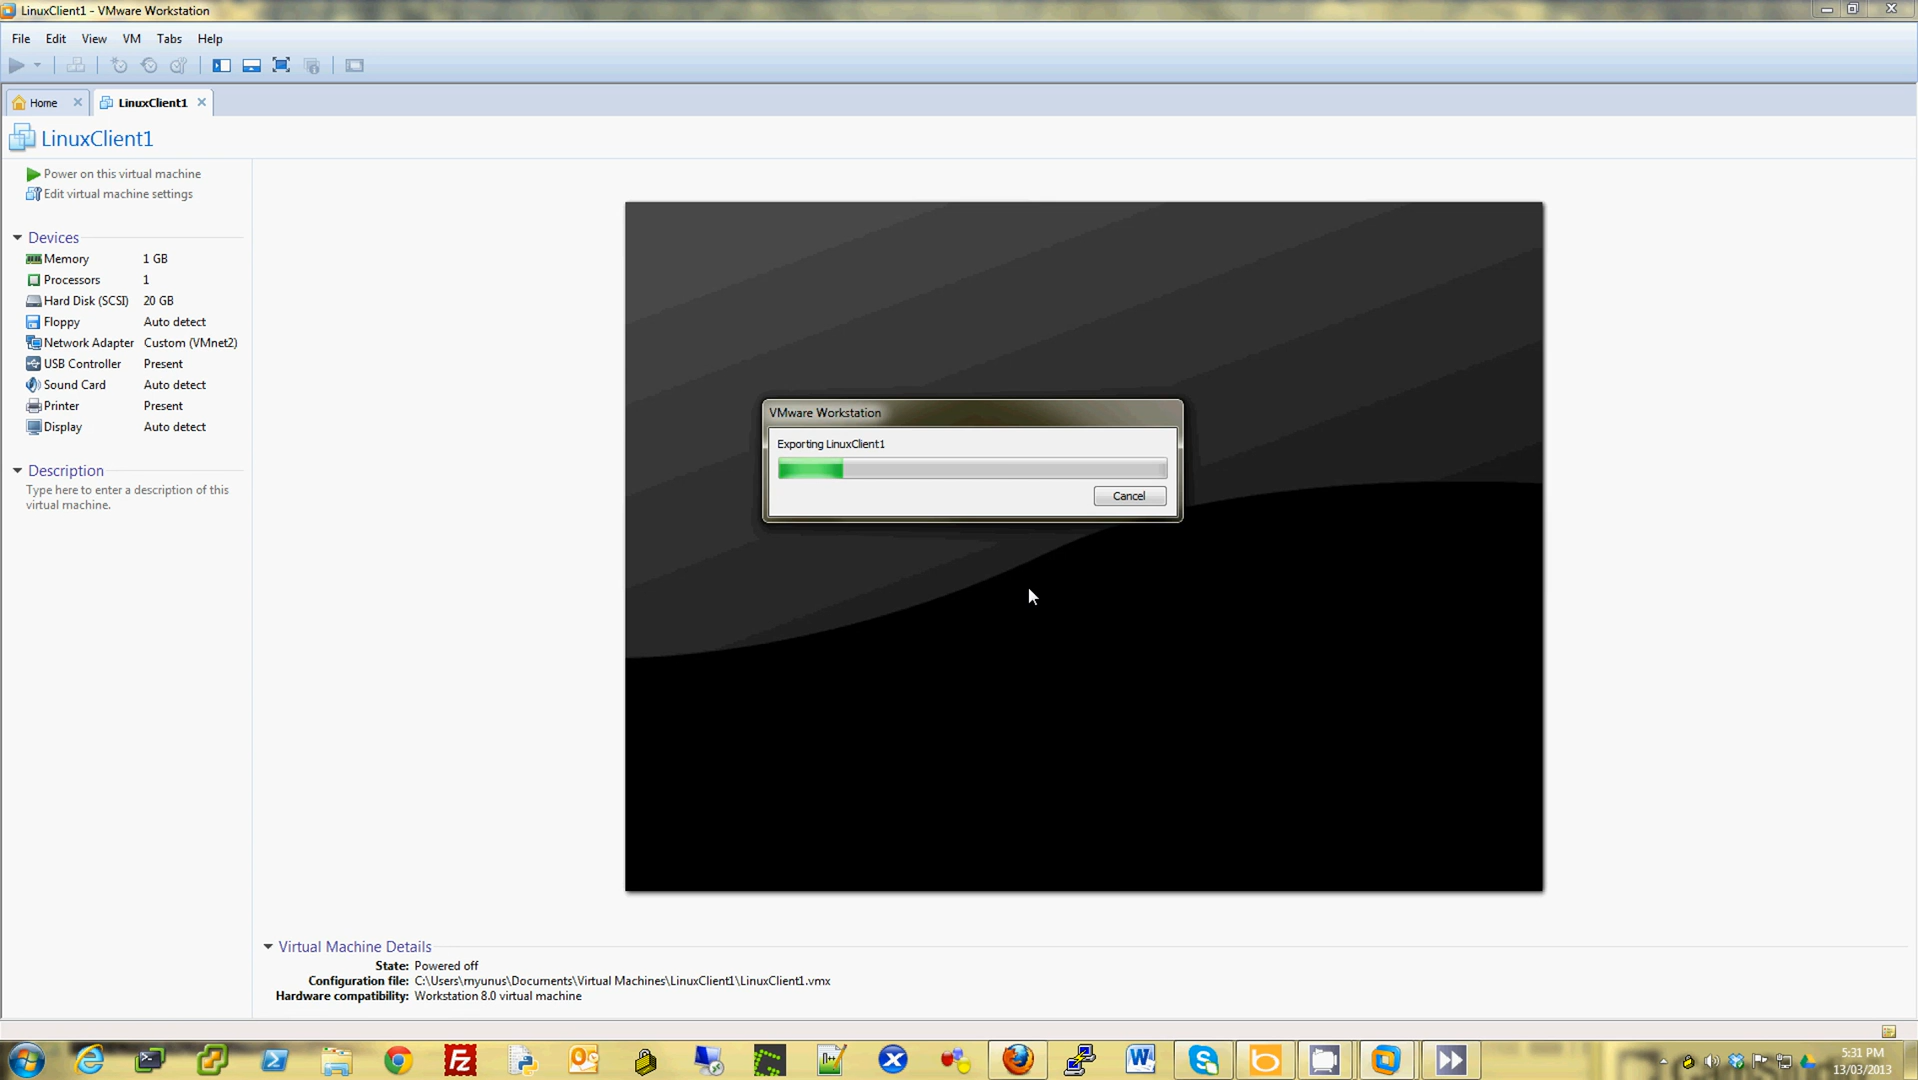 LinuxClient1 - VMware Workstation
File Edit View VM Tabs Help
Home LinuxClient1
LinuxClient1
Power on this virtual machine
Edit virtual machine settings
Devices
Memory 1 GB
Processors 1
Hard Disk (SCSI) 20 GB
Floppy Auto detect
Network Adapter Custom (VMnet2)
USB Controller Present
Sound Card Auto detect
Printer Present
Display Auto detect
Description
Type here to enter a description of this
virtual machine.
VMware Workstation
Exporting LinuxClient1
Cancel
Virtual Machine Details
State: Powered off
Configuration file: C:\Users\myunus\Documents\Virtual Machines\LinuxClient1\LinuxClient1.vmx
Hardware compatibility: Workstation 8.0 virtual machine
5:31 PM
13/03/2013